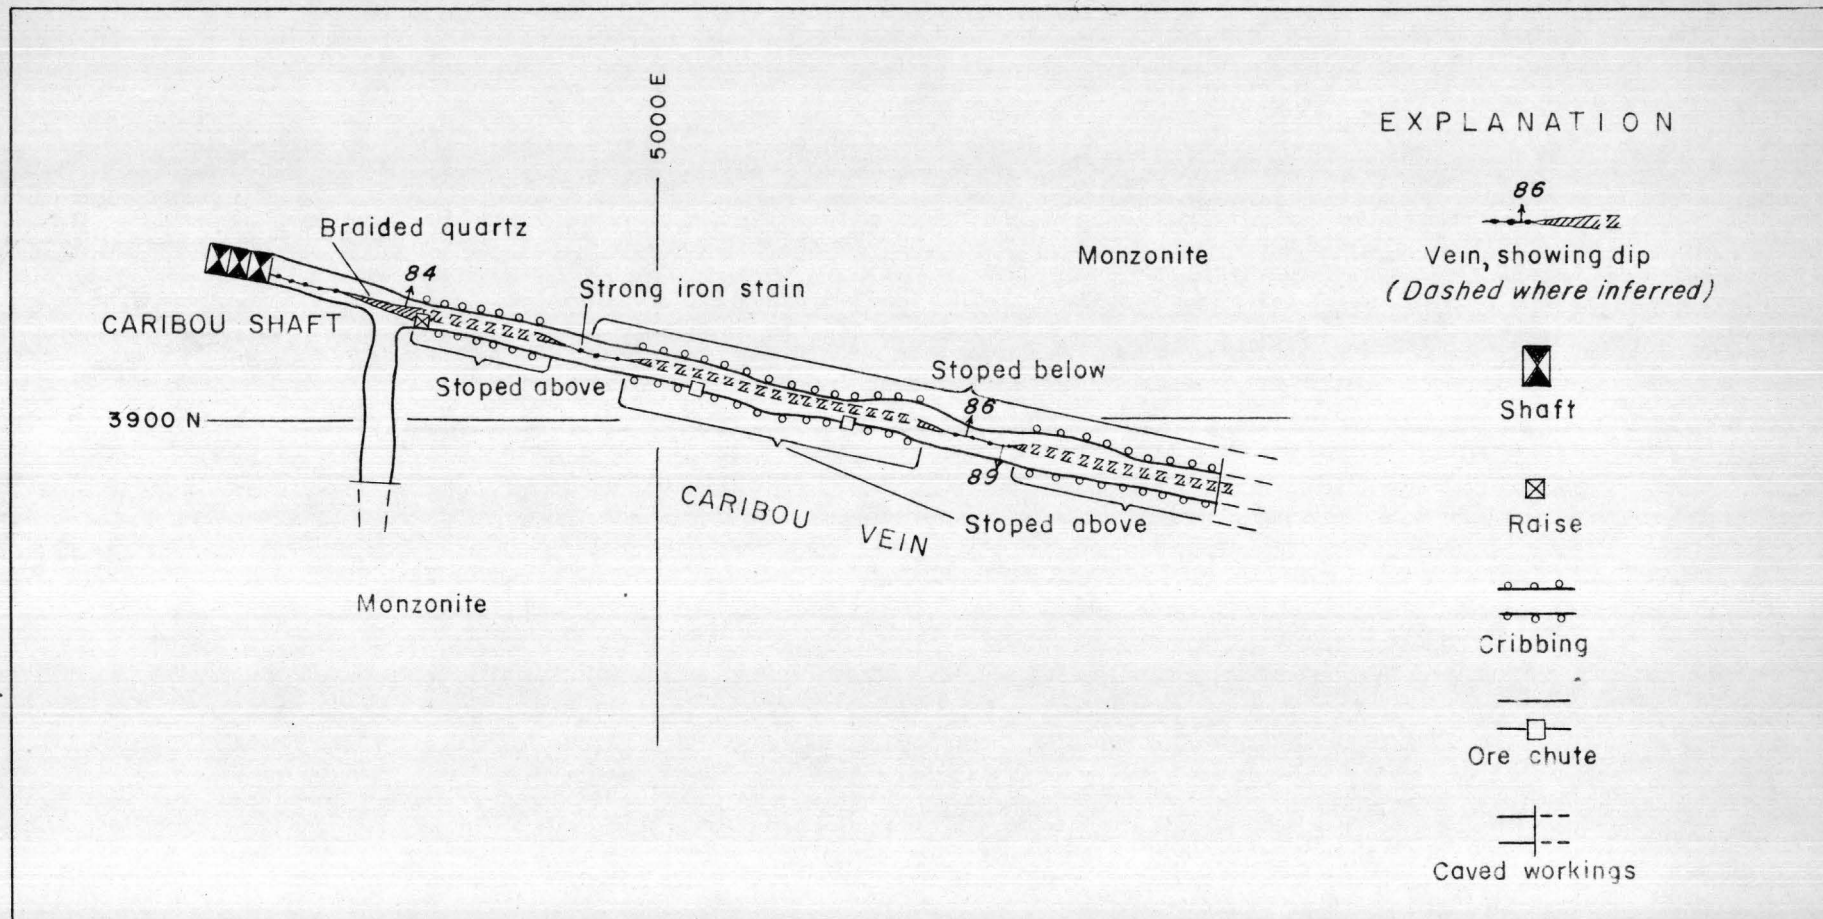 5000 E
EXPLANATION
86
Braided quartz
Monzonite
Vein, showing dip
(Dashed where inferred)
84
Strong iron stain
CARIBOU SHAFT
Stoped above
Stoped below
86
Shaft
3900 N
89
CARIBOU VEIN
Stoped above
Raise
Monzonite
Cribbing
Ore chute
Caved workings